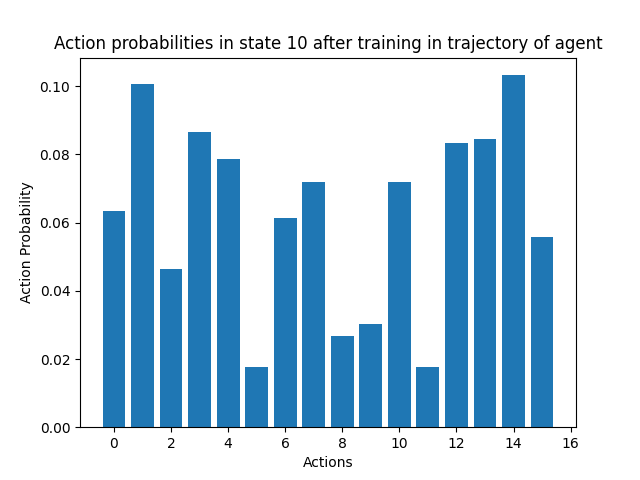 Action probabilities in state 10 after training in trajectory of agent
0.10
0.08
0.06
0.04
0.02
0.00
Action Probability
0 2 4 6 8 10 12 14 16
Actions